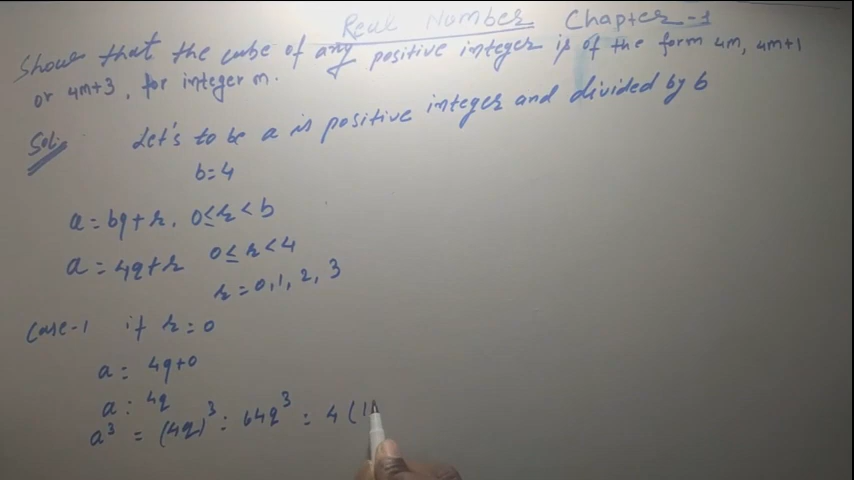 Real Number Chapter-1
Show that the cube of any positive integer is of the form 4m, 4m+1
or 4m+3, for integer m.
Sol. Let's to be a is positive integer and divided by b
b=4
a = bq + r, 0≤r<b
a = 4q+r 0≤r<4
r = 0, 1, 2, 3
Case-1 if r = 0
a = 4q+0
a = 4q
a³ = (4q)³ = 64q³ = 4(1